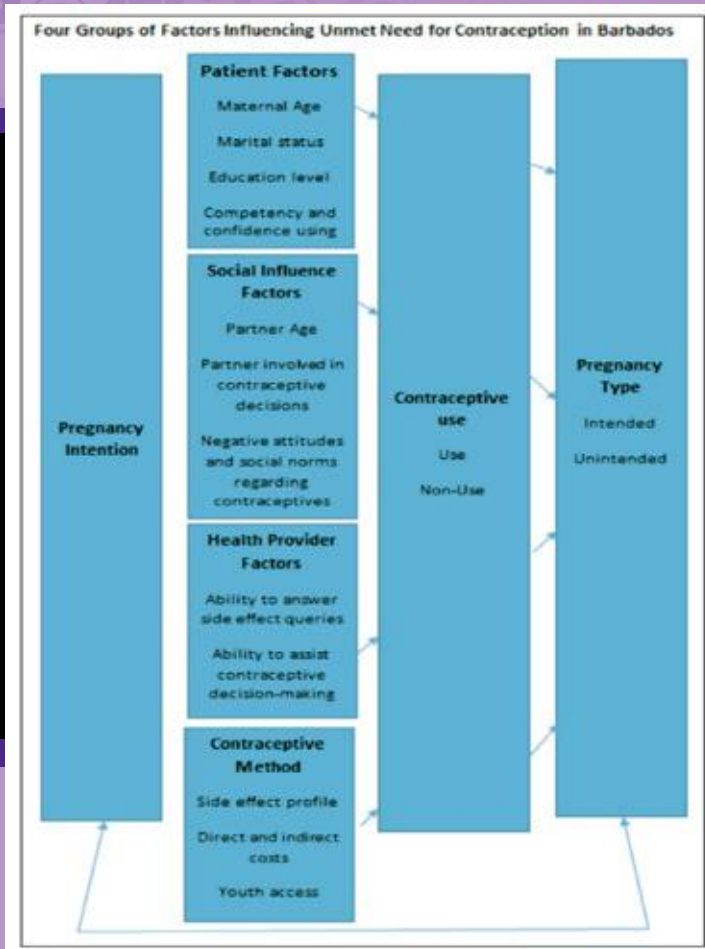 Four Groups of Factors Influencing Unmet Need for Contraception in Barbados
Pregnancy
Intention
Patient Factors
Maternal Age
Marital status
Education level
Competency and
confidence using
Social Influence
Factors
Partner Age
Partner involved in
contraceptive
decisions
Negative attitudes
and social norms
regarding
contraceptives
Health Provider
Factors
Ability to answer
side effect queries
Ability to assist
contraceptive
decision-making
Contraceptive
Method
Side effect profile
Direct and indirect
costs
Youth access
Contraceptive
use
Use
Non-Use
Pregnancy
Type
Intended
Unintended